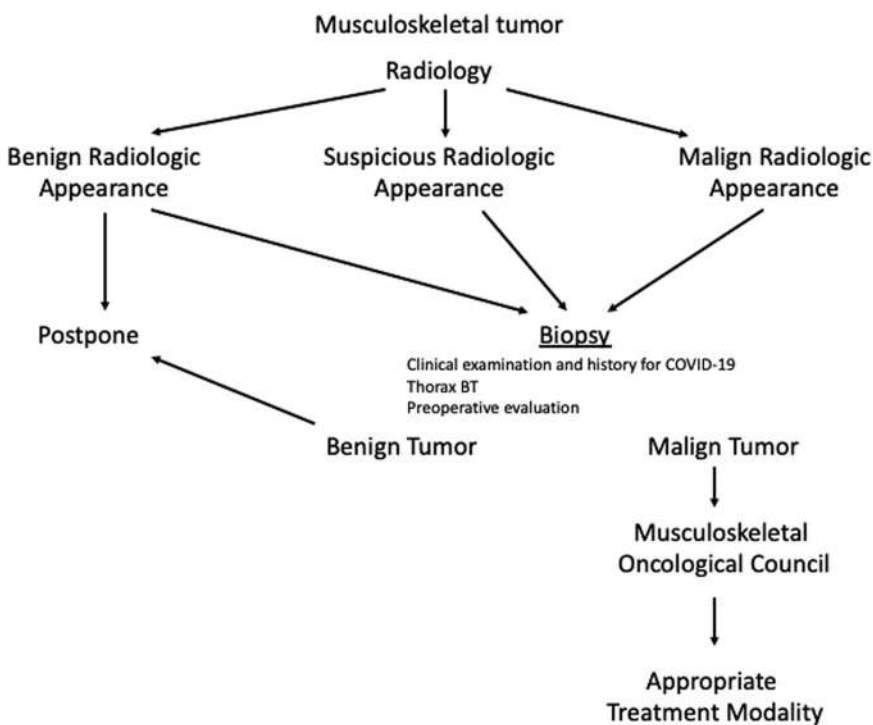 Musculoskeletal tumor
Radiology
Benign Radiologic
Appearance
Suspicious Radiologic
Appearance
Malign Radiologic
Appearance
Postpone
Biopsy
Clinical examination and history for COVID-19
Thorax BT
Preoperative evaluation
Benign Tumor
Malign Tumor
Musculoskeletal
Oncological Council
Appropriate
Treatment Modality